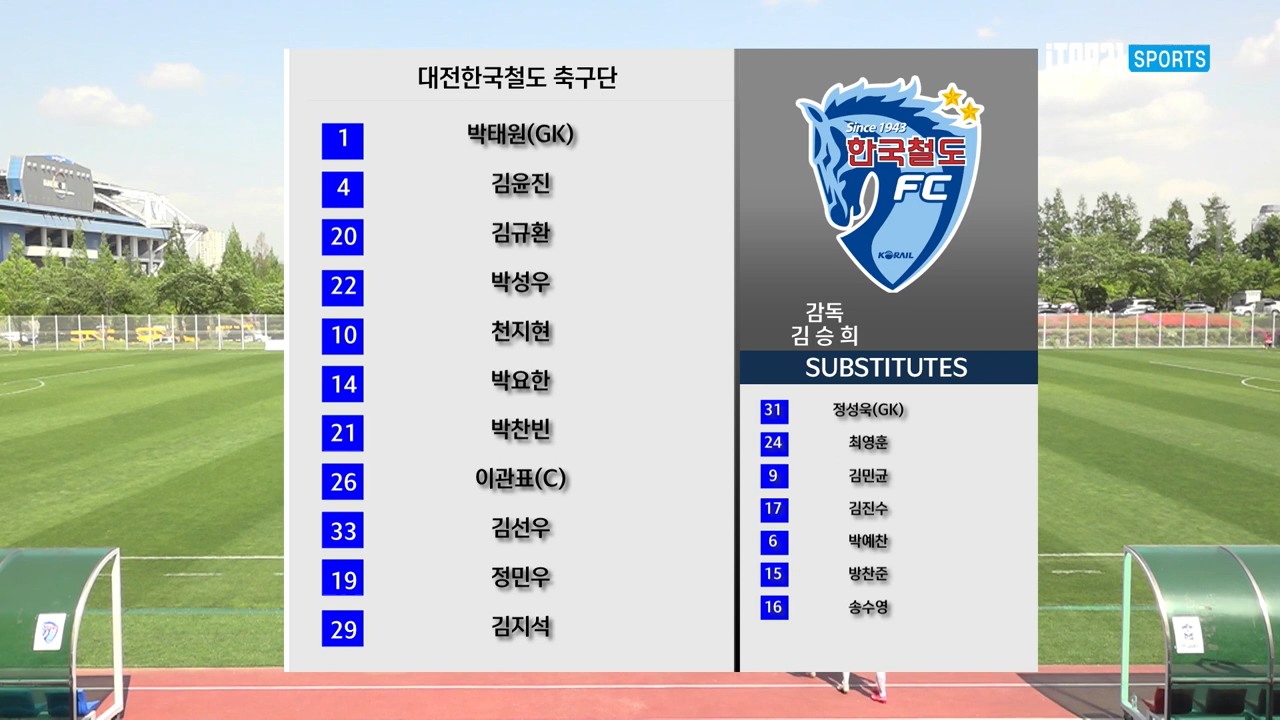 SPORTS
대전한국철도 축구단
1 박태원(GK)
4 김윤진
20 김규환
22 박성우
10 천지현
14 박요한
21 박찬빈
26 이관표(C)
33 김선우
19 정민우
29 김지석
Since 1943
한국철도
FC
KORAIL
감독
김 승 희
SUBSTITUTES
31 정성욱(GK)
24 최영훈
9 김민균
17 김진수
6 박예찬
15 방찬준
16 송수영